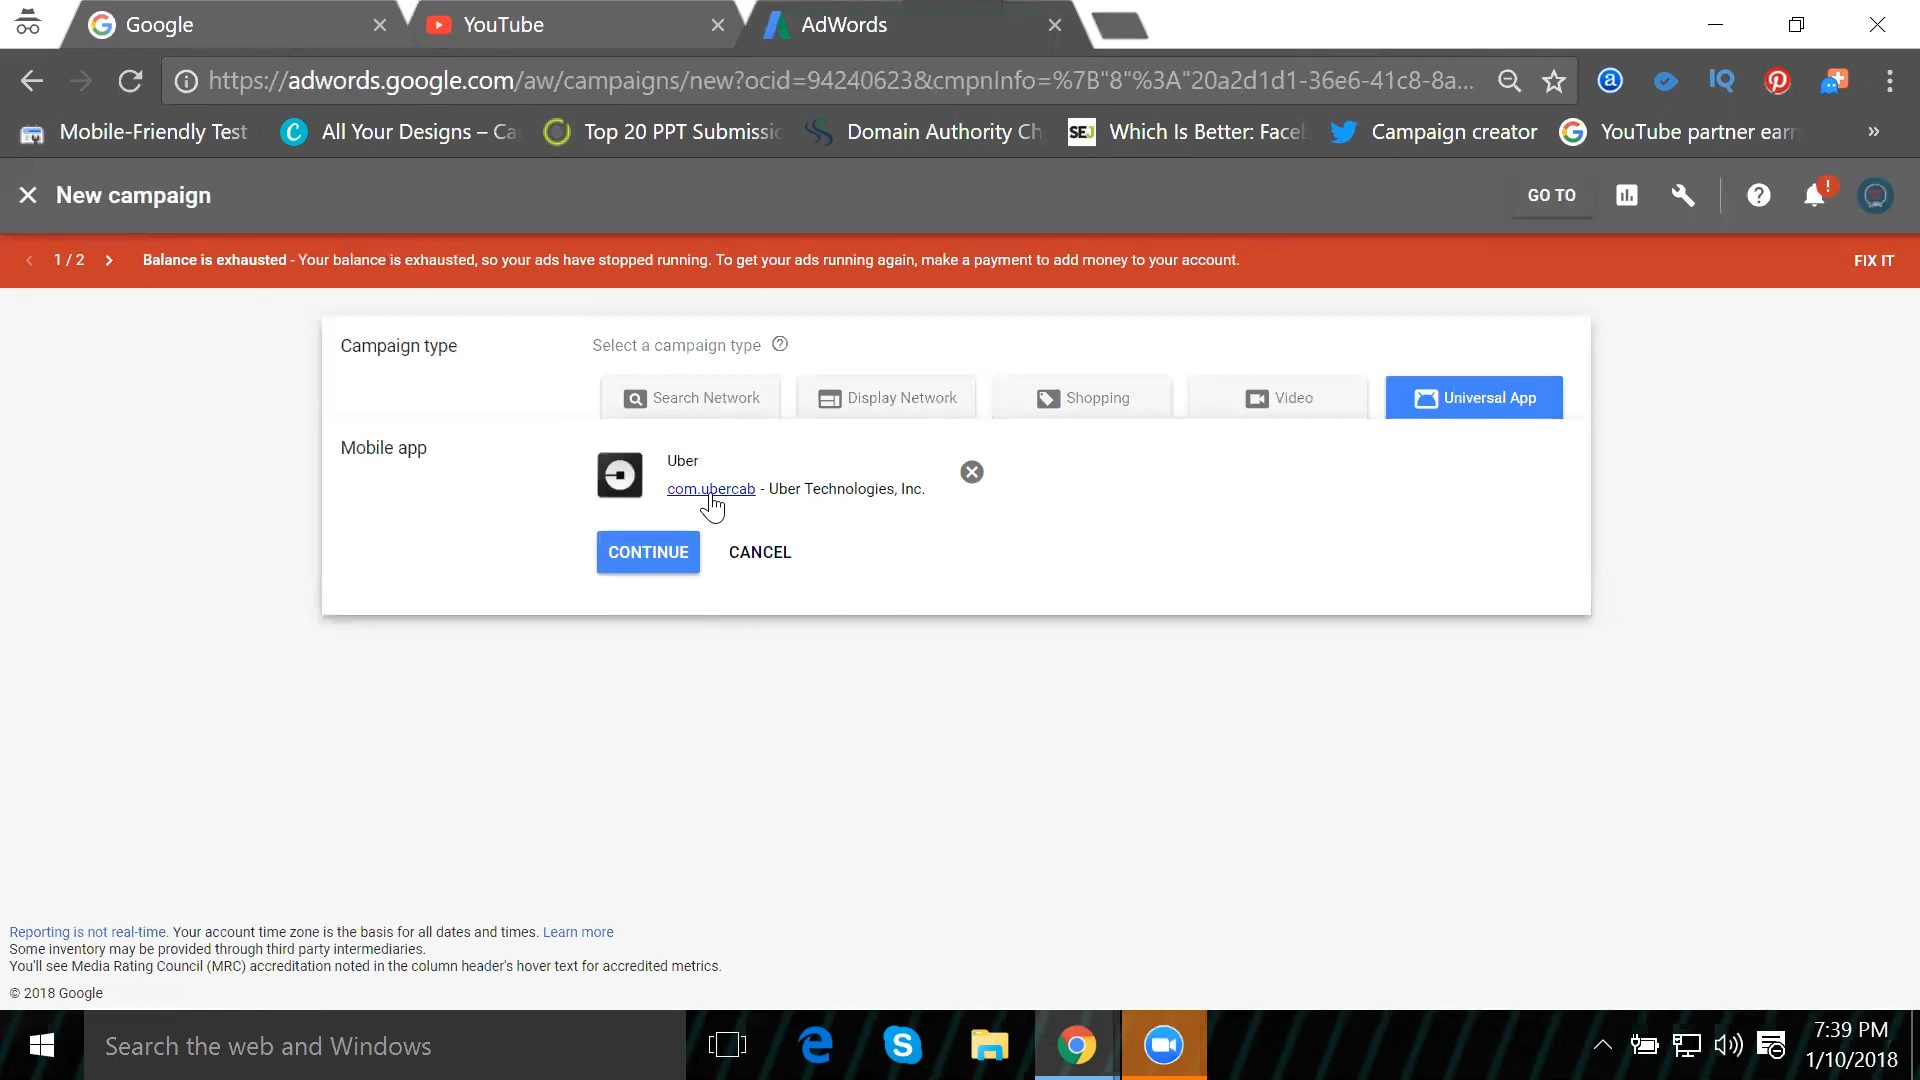 Google
YouTube
AdWords
https://adwords.google.com/aw/campaigns/new?ocid=94240623&cmpnInfo=%7B"8"%3A"20a2d1d1-36e6-41c8-8a...
Mobile-Friendly Test
All Your Designs – Ca
Top 20 PPT Submissic
Domain Authority Ch
SEJ
Which Is Better: Faceb
Campaign creator
YouTube partner earn
»
New campaign
GO TO
1 / 2
Balance is exhausted - Your balance is exhausted, so your ads have stopped running. To get your ads running again, make a payment to add money to your account.
FIX IT
Campaign type
Select a campaign type
Search Network
Display Network
Shopping
Video
Universal App
Mobile app
Uber
com.ubercab - Uber Technologies, Inc.
CONTINUE
CANCEL
Reporting is not real-time. Your account time zone is the basis for all dates and times. Learn more
Some inventory may be provided through third party intermediaries.
You'll see Media Rating Council (MRC) accreditation noted in the column header's hover text for accredited metrics.
© 2018 Google
Search the web and Windows
7:39 PM
1/10/2018